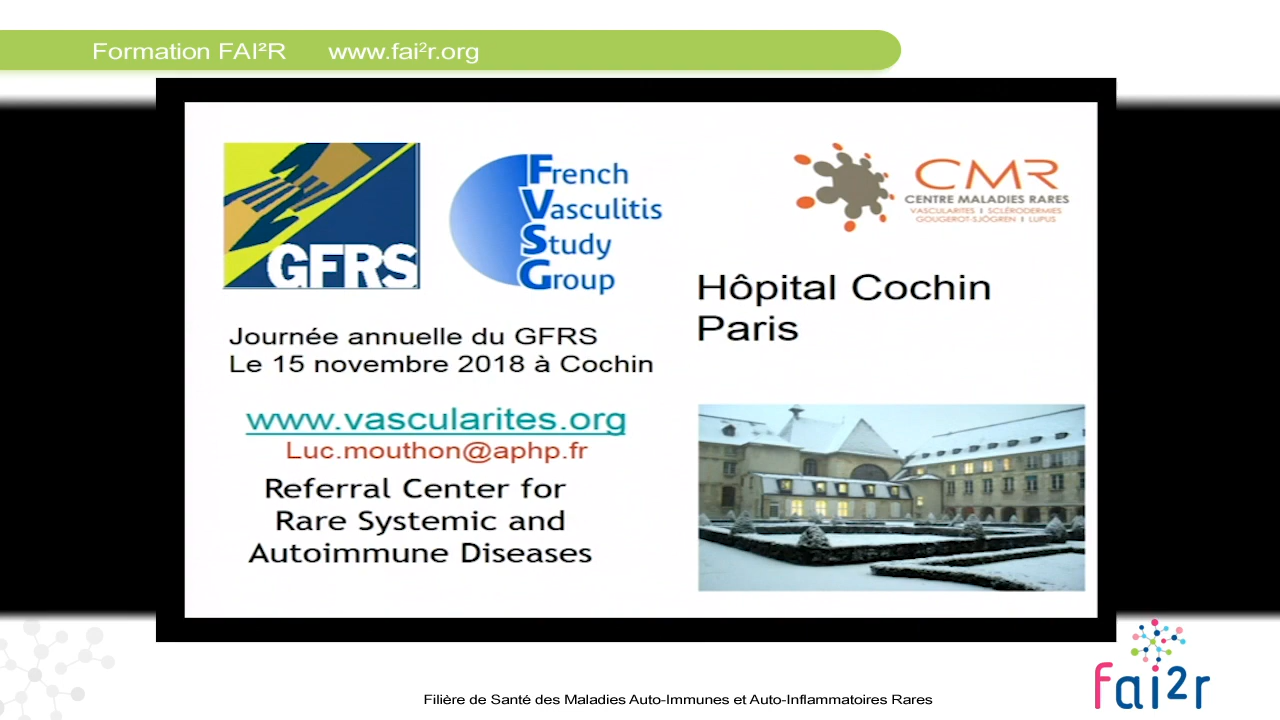 Formation FAI²R www.fai²r.org
GFRS
French
Vasculitis
Study
Group
CMR
CENTRE MALADIES RARES
VASCULARITES I SCLÉRODERMIES
GOUGEROT-SJÖGREN I LUPUS
Hôpital Cochin
Paris
Journée annuelle du GFRS
Le 15 novembre 2018 à Cochin
www.vascularites.org
Luc.mouthon@aphp.fr
Referral Center for
Rare Systemic and
Autoimmune Diseases
Filière de Santé des Maladies Auto-Immunes et Auto-Inflammatoires Rares
fai2r